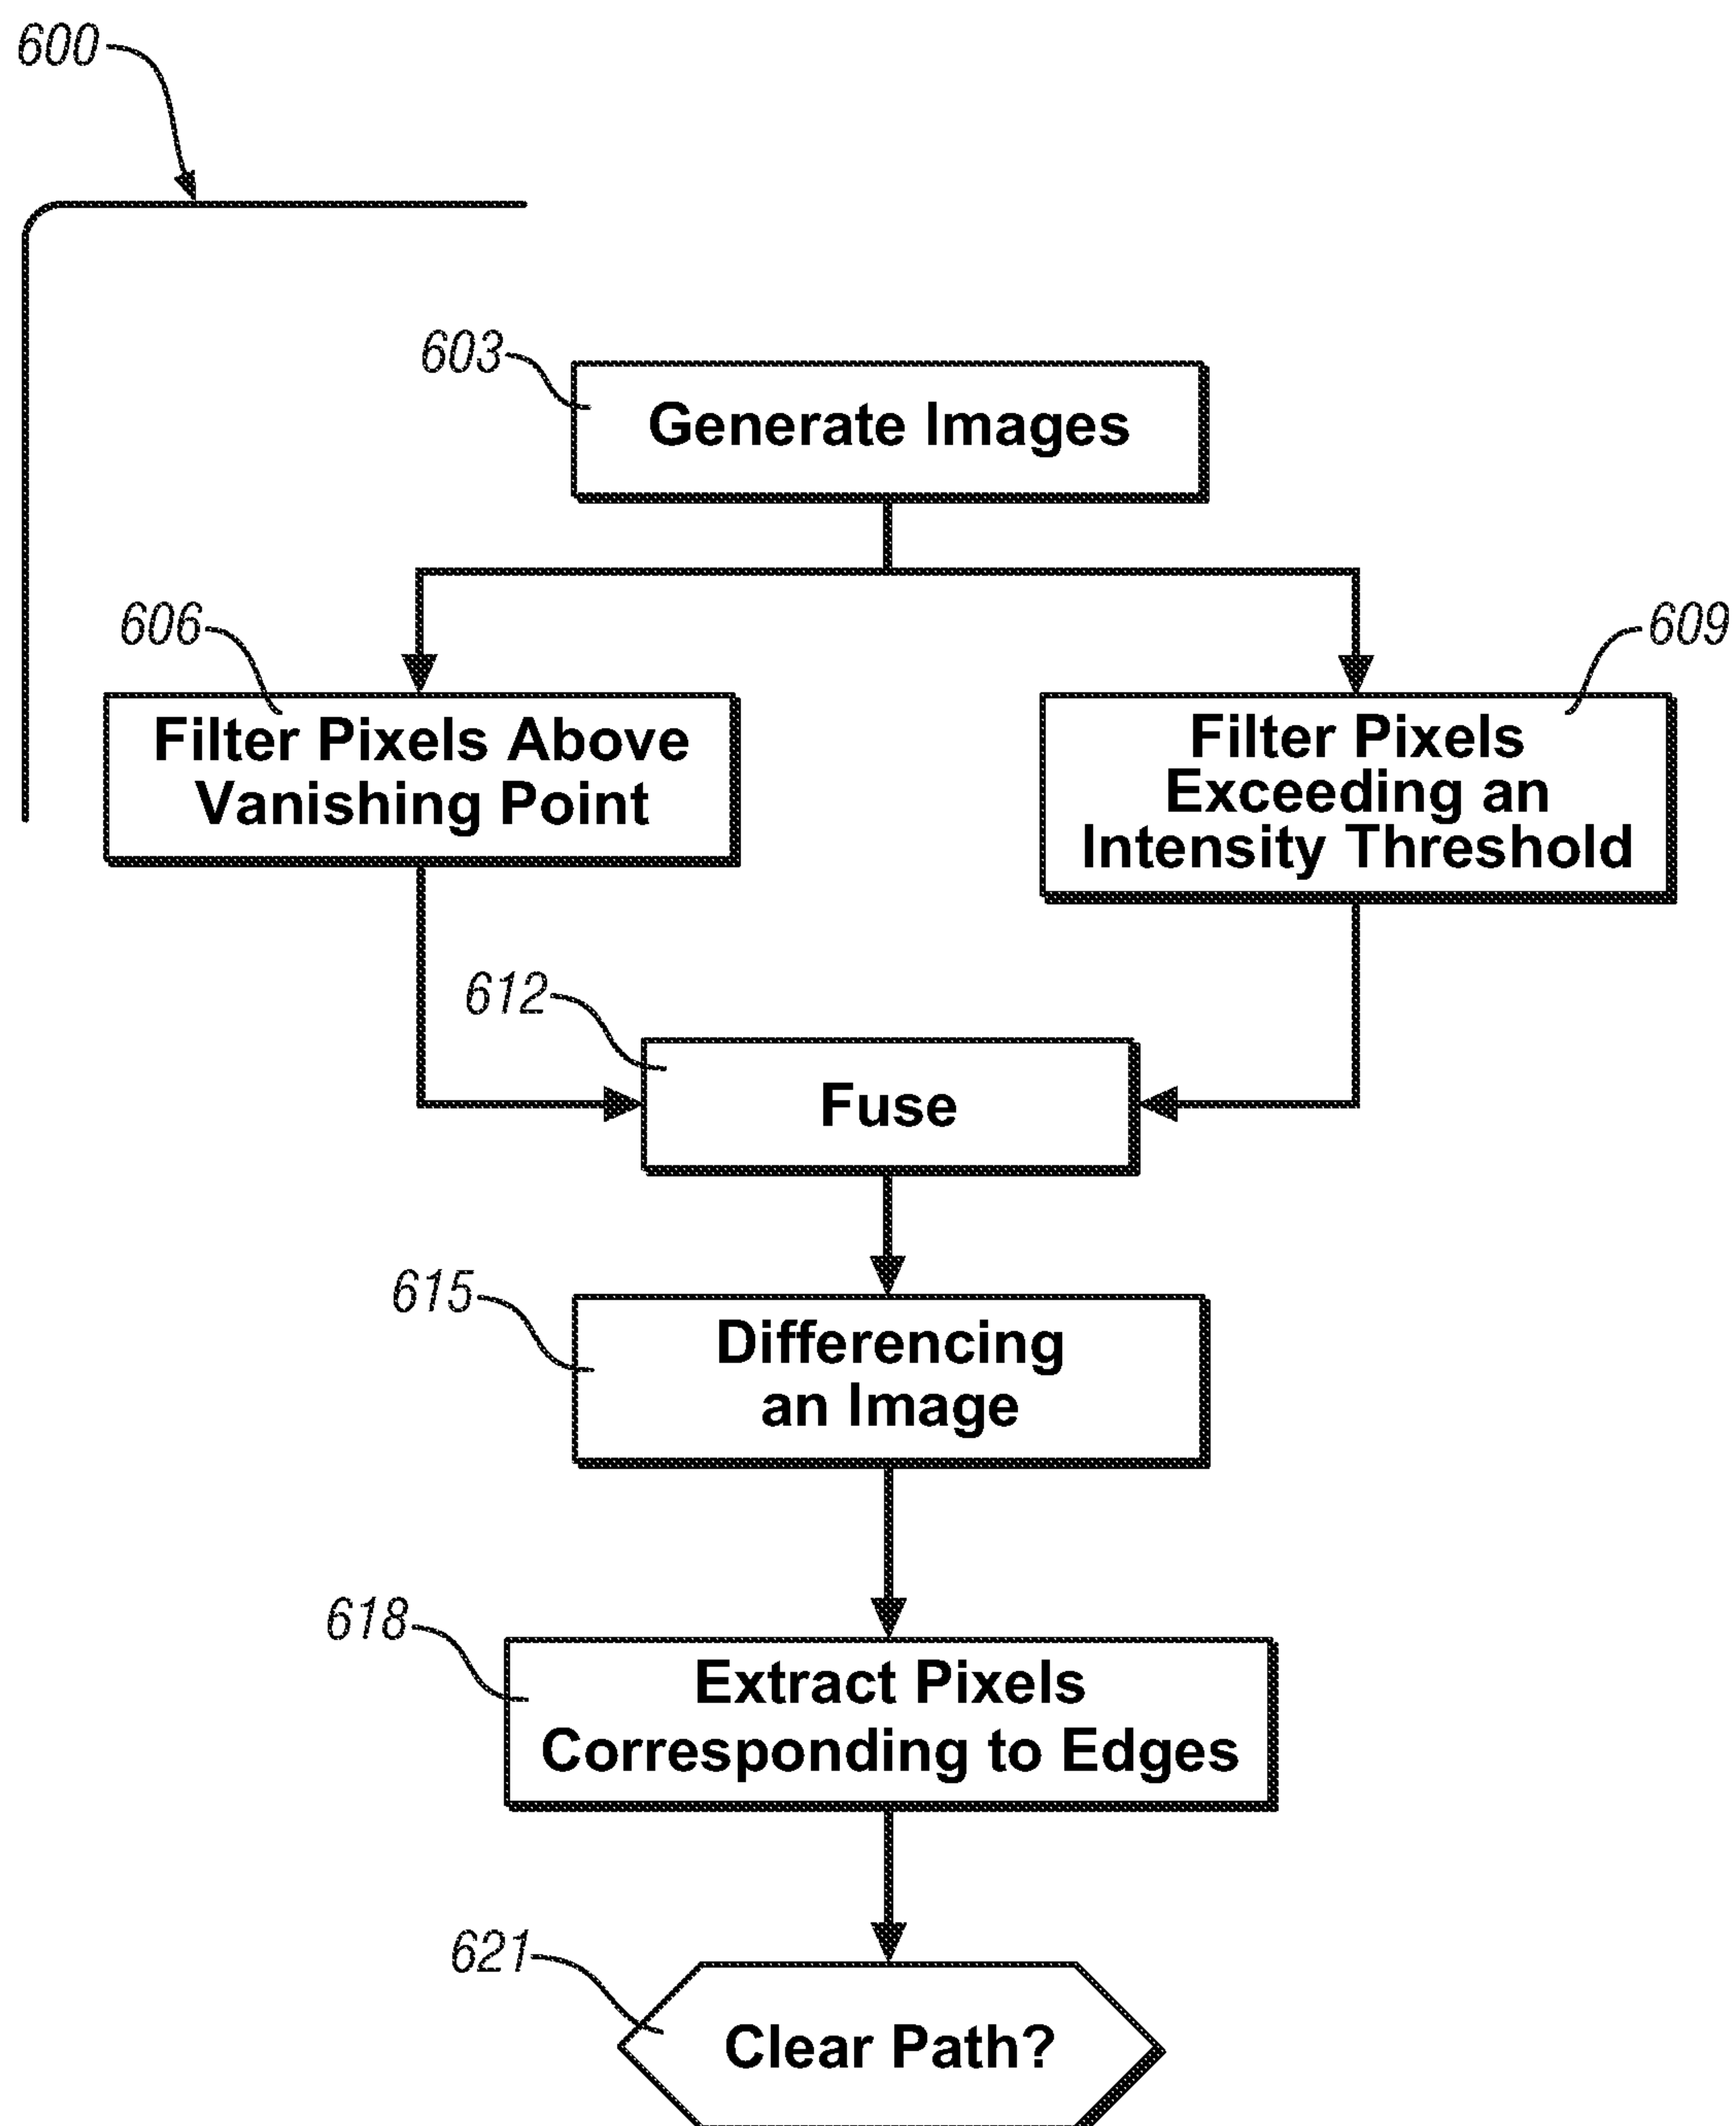 600
603
Generate Images
606
609
Filter Pixels Above
Vanishing Point
Filter Pixels
Exceeding an
Intensity Threshold
612
Fuse
615
Differencing
an Image
618
Extract Pixels
Corresponding to Edges
621
Clear Path?